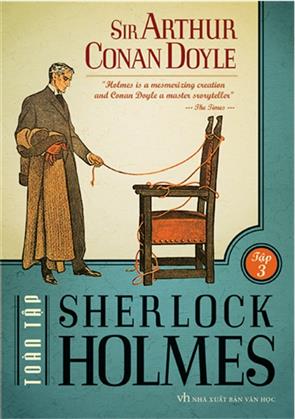 SIR ARTHUR
CONAN DOYLE
"Holmes is a mesmerizing creation
and Conan Doyle a master sroryteller"
--- The Times ---
Tập
3
TOÀN TẬP
SHERLOCK
HOLMES
vh NHÀ XUẤT BẢN VĂN HỌC